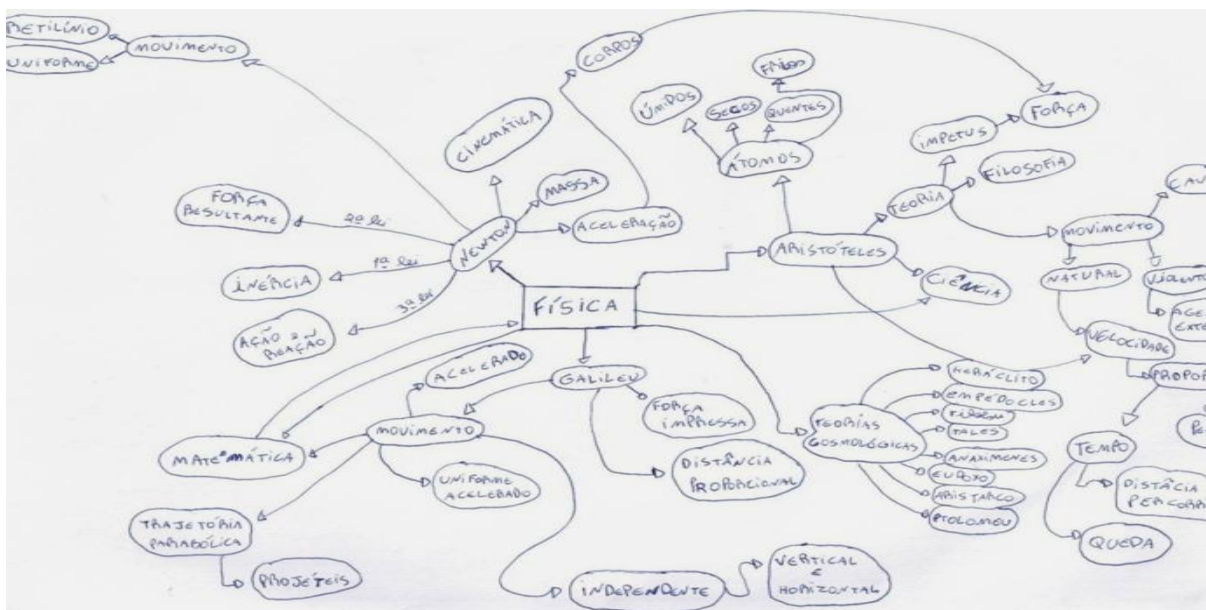 RETILÍNIO
UNIFORME
MOVIMENTO
CORPOS
CINEMÁTICA
MASSA
ACELERAÇÃO
FORÇA
RESULTANTE
2ª lei
NEWTON
INÉRCIA
1ª lei
AÇÃO e
REAÇÃO
3ª lei
FÍSICA
ÚMIDOS
SECOS
QUENTES
FRIOS
ÁTOMOS
ARISTÓTELES
TEORIA
IMPETUS
FORÇA
FILOSOFIA
CIÊNCIA
MOVIMENTO
NATURAL
VELOCIDADE
TEMPO
DISTÂCIA
QUEDA
ACELERADO
GALILEU
MOVIMENTO
FORÇA
IMPRESSA
DISTÂNCIA
PROPORCIONAL
MATEMÁTICA
UNIFORME
ACELERADO
TRAJETÓRIA
PARABÓLICA
PROJÉTEIS
INDEPENDENTE
VERTICAL
E
HORIZONTAL
TEORIAS
COSMOLÓGICAS
HERÁCLITO
EMPÉDOCLES
TALES
ANAXIMENES
EUDOXO
ARISTARCO
PTOLOMEU